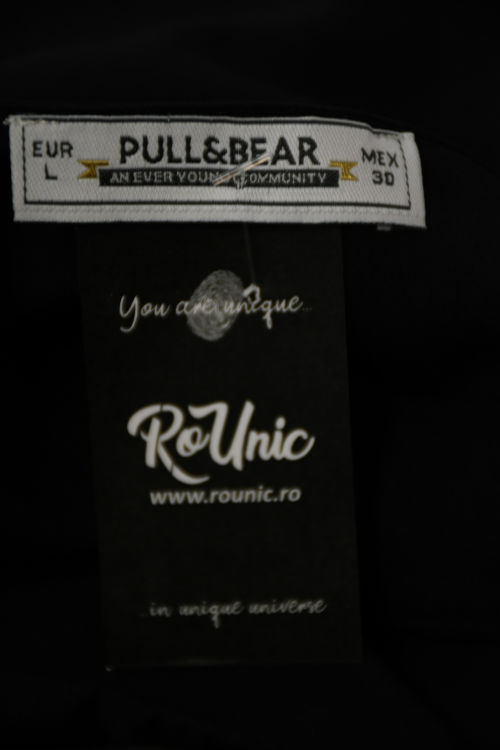 PULL&BEAR
EUR
L
MEX
30
AN EVER YOUNG COMMUNITY
You are unique...
RoUnic
www.rounic.ro
...in unique universe